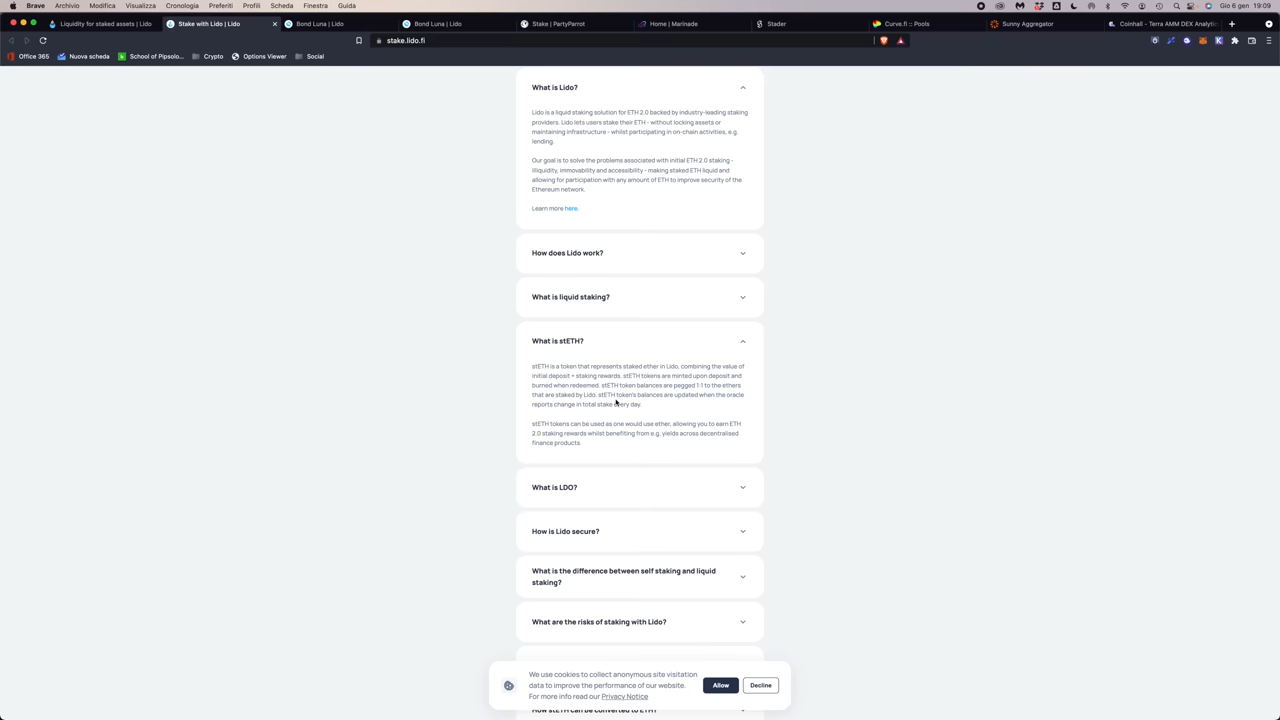 Brave Archivio Modifica Visualizza Cronologia Preferiti Profili Scheda Finestra Guida
Gio 6 gen 19:09
Liquidity for staked assets | Lido
Stake with Lido | Lido
Bond Luna | Lido
Bond Luna | Lido
Stake | PartyParrot
Home | Marinade
Stader
Curve.fi :: Pools
Sunny Aggregator
Coinhall - Terra AMM DEX Analytic
stake.lido.fi
Office 365 Nuova scheda School of Pipsolo... Crypto Options Viewer Social
What is Lido?
Lido is a liquid staking solution for ETH 2.0 backed by industry-leading staking
providers. Lido lets users stake their ETH - without locking assets or
maintaining infrastructure - whilst participating in on-chain activities, e.g.
lending.
Our goal is to solve the problems associated with initial ETH 2.0 staking -
illiquidity, immovability and accessibility - making staked ETH liquid and
allowing for participation with any amount of ETH to improve security of the
Ethereum network.
Learn more here.
How does Lido work?
What is liquid staking?
What is stETH?
stETH is a token that represents staked ether in Lido, combining the value of
initial deposit + staking rewards. stETH tokens are minted upon deposit and
burned when redeemed. stETH token balances are pegged 1:1 to the ethers
that are staked by Lido. stETH token's balances are updated when the oracle
reports change in total stake every day.
stETH tokens can be used as one would use ether, allowing you to earn ETH
2.0 staking rewards whilst benefiting from e.g. yields across decentralised
finance products.
What is LDO?
How is Lido secure?
What is the difference between self staking and liquid
staking?
What are the risks of staking with Lido?
We use cookies to collect anonymous site visitation
data to improve the performance of our website.
For more info read our Privacy Notice
Allow
Decline
How stETH can be converted to ETH?